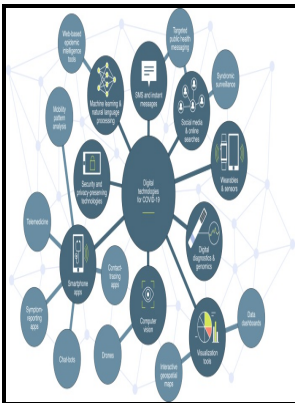 Web-based
epidemic
intelligence
tools
Targeted
public health
messaging
Machine learning &
natural language
processing
SMS and instant
messages
Social media
& online
searches
Syndromic
surveillance
Mobility
pattern
analysis
Security and
privacy-preserving
technologies
Digital
technologies
for COVID-19
Wearables
& sensors
Telemedicine
Digital
diagnostics &
genomics
Smartphone
apps
Contact-
tracing
apps
Symptom-
reporting
apps
Computer
vision
Data
dashboards
Chat-bots
Drones
Visualization
tools
Interactive
geospatial
maps